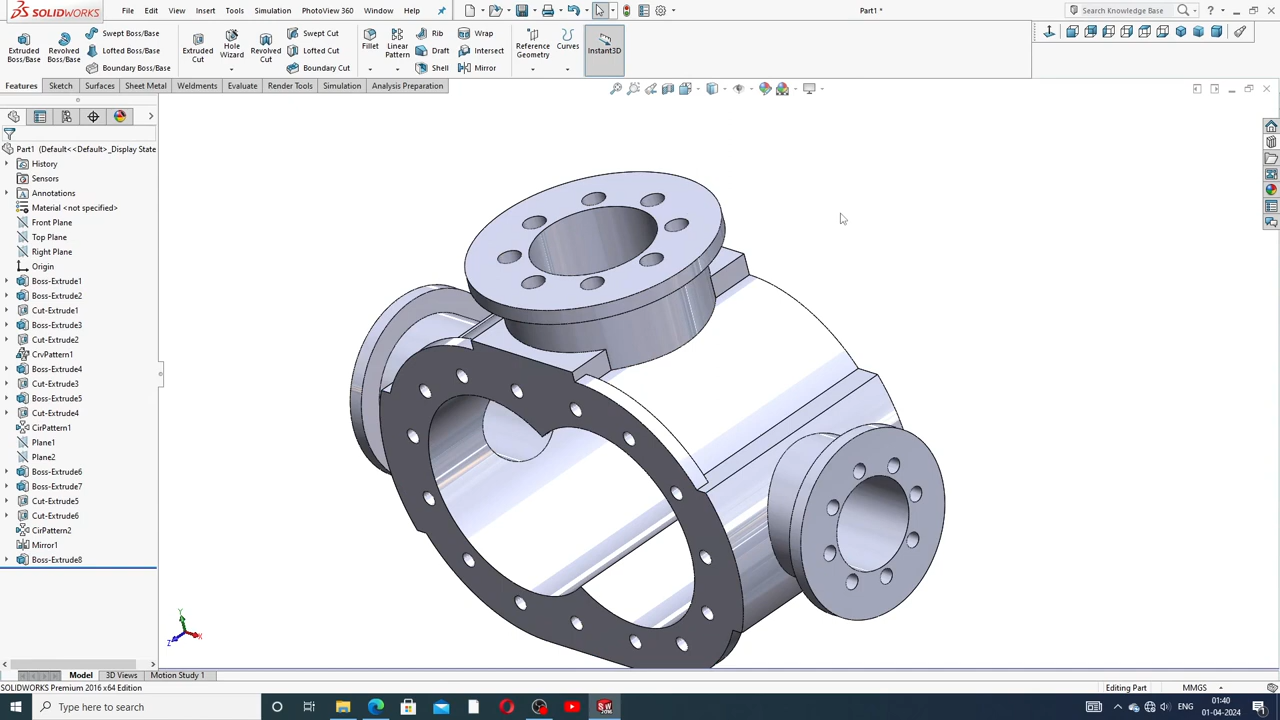 SOLIDWORKS File Edit View Insert Tools Simulation PhotoView 360 Window Help Part1 * Search Knowledge Base
Extruded Boss/Base
Revolved Boss/Base
Swept Boss/Base
Lofted Boss/Base
Boundary Boss/Base
Extruded Cut
Hole Wizard
Revolved Cut
Swept Cut
Lofted Cut
Boundary Cut
Fillet
Linear Pattern
Rib
Draft
Shell
Wrap
Intersect
Mirror
Reference Geometry
Curves
Instant3D
Features Sketch Surfaces Sheet Metal Weldments Evaluate Render Tools Simulation Analysis Preparation
Part1 (Default<<Default>_Display State
History
Sensors
Annotations
Material <not specified>
Front Plane
Top Plane
Right Plane
Origin
Boss-Extrude1
Boss-Extrude2
Cut-Extrude1
Boss-Extrude3
Cut-Extrude2
CrvPattern1
Boss-Extrude4
Cut-Extrude3
Boss-Extrude5
Cut-Extrude4
CirPattern1
Plane1
Plane2
Boss-Extrude6
Boss-Extrude7
Cut-Extrude5
Cut-Extrude6
CirPattern2
Mirror1
Boss-Extrude8
Y
X
Z
Model 3D Views Motion Study 1
SOLIDWORKS Premium 2016 x64 Edition Editing Part MMGS
Type here to search
ENG
01:40
01-04-2024